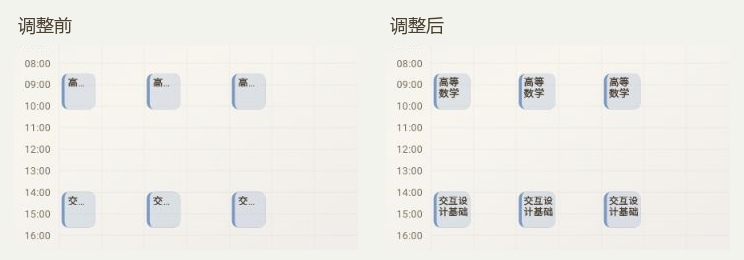 调整前
08:00
09:00
10:00
11:00
12:00
13:00
14:00
15:00
16:00
高...
高...
高...
交...
交...
交...
调整后
08:00
09:00
10:00
11:00
12:00
13:00
14:00
15:00
16:00
高等
数学
高等
数学
高等
数学
交互设
计基础
交互设
计基础
交互设
计基础